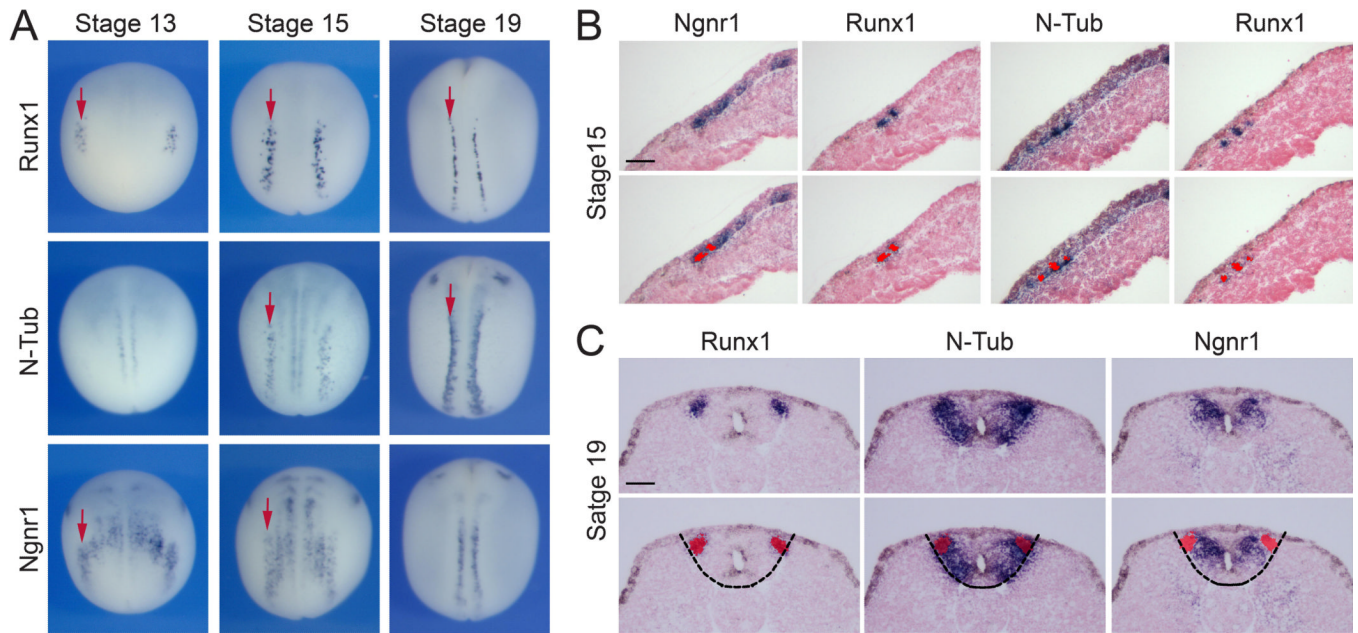 A
Stage 13
Stage 15
Stage 19
Runx1
N-Tub
Ngnr1
B
Ngnr1
Runx1
N-Tub
Runx1
Stage15
C
Runx1
N-Tub
Ngnr1
Satge 19